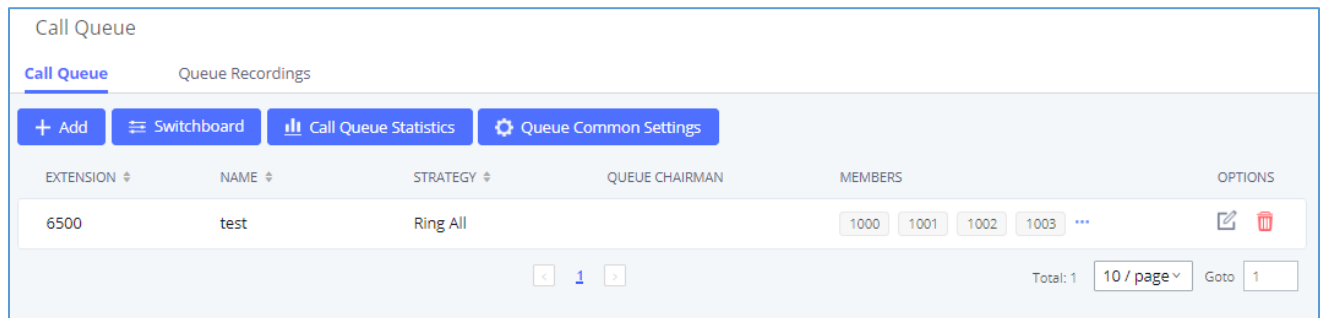 Call Queue
Call Queue Queue Recordings
+ Add Switchboard Call Queue Statistics Queue Common Settings
EXTENSION NAME STRATEGY QUEUE CHAIRMAN MEMBERS OPTIONS
6500 test Ring All 1000 1001 1002 1003 ...
< 1 > Total: 1 10 / page Goto 1